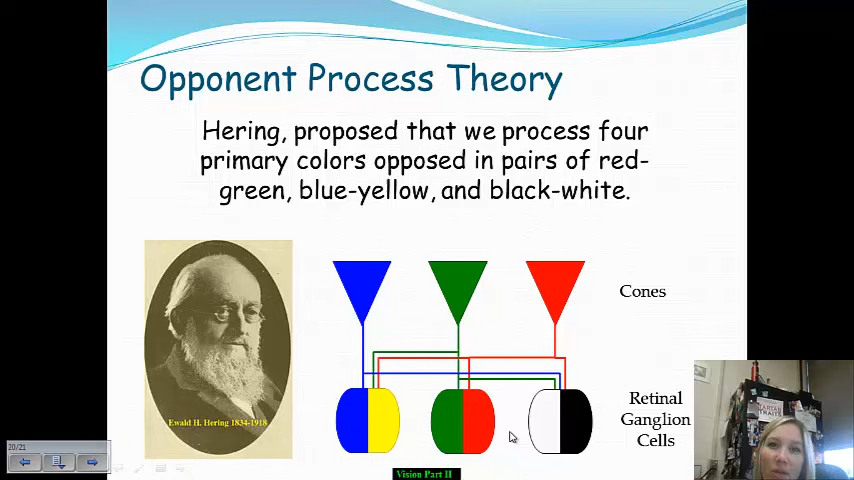 Opponent Process Theory
Hering, proposed that we process four
primary colors opposed in pairs of red-
green, blue-yellow, and black-white.
Cones
Retinal
Ganglion
Cells
Ewald H. Hering 1834-1918
20/21
Vision Part II